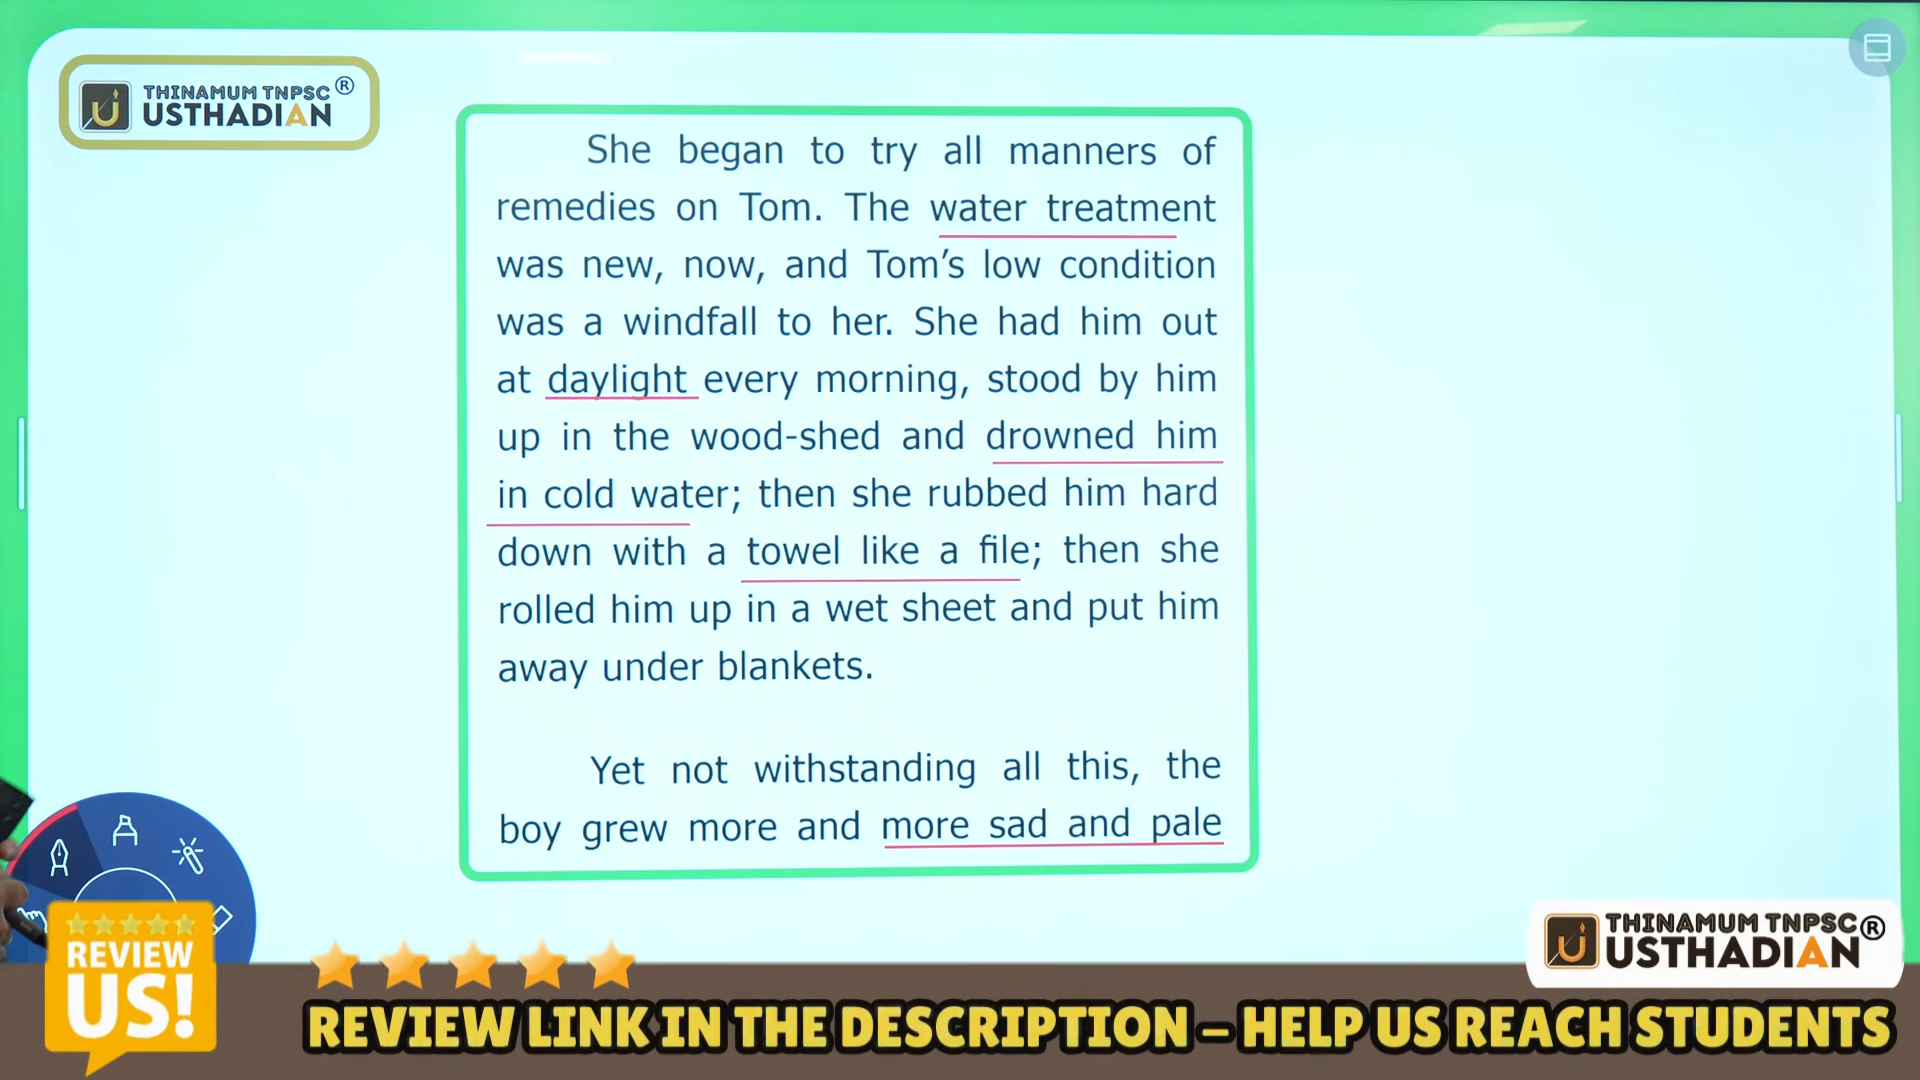 THINAMUM TNPSC ®
USTHADIAN
She began to try all manners of
remedies on Tom. The water treatment
was new, now, and Tom’s low condition
was a windfall to her. She had him out
at daylight every morning, stood by him
up in the wood-shed and drowned him
in cold water; then she rubbed him hard
down with a towel like a file; then she
rolled him up in a wet sheet and put him
away under blankets.
Yet not withstanding all this, the
boy grew more and more sad and pale
REVIEW
US!
THINAMUM TNPSC ®
USTHADIAN
REVIEW LINK IN THE DESCRIPTION – HELP US REACH STUDENTS